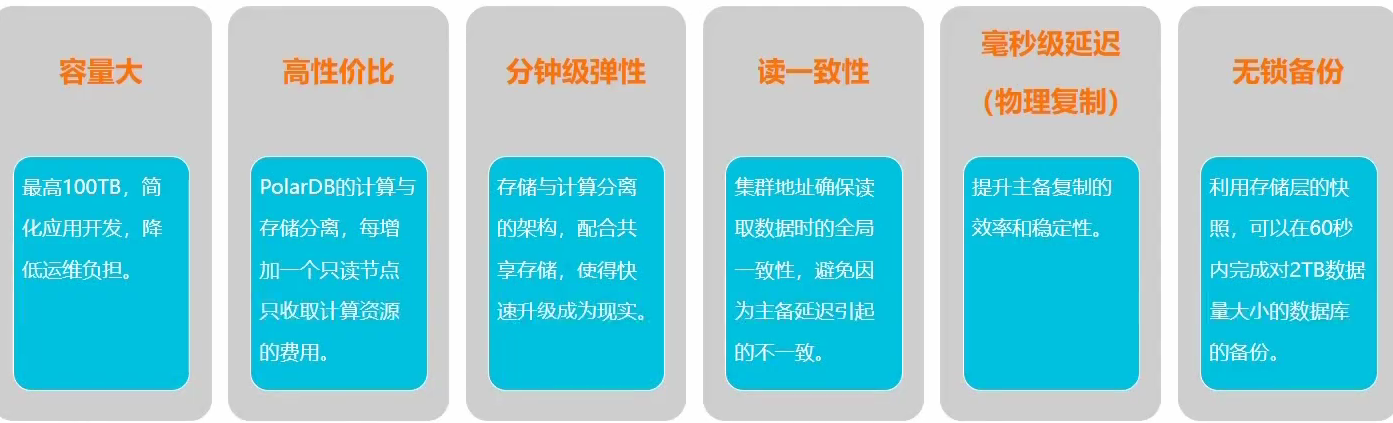 容量大
最高100TB，简
化应用开发，降
低运维负担。
高性价比
PolarDB的计算与
存储分离，每增
加一个只读节点
只收取计算资源
的费用。
分钟级弹性
存储与计算分离
的架构，配合共
享存储，使得快
速升级成为现实。
读一致性
集群地址确保读
取数据时的全局
一致性，避免因
为主备延迟引起
的不一致。
毫秒级延迟
（物理复制）
提升主备复制的
效率和稳定性。
无锁备份
利用存储层的快
照，可以在60秒
内完成对2TB数据
量大小的数据库
的备份。